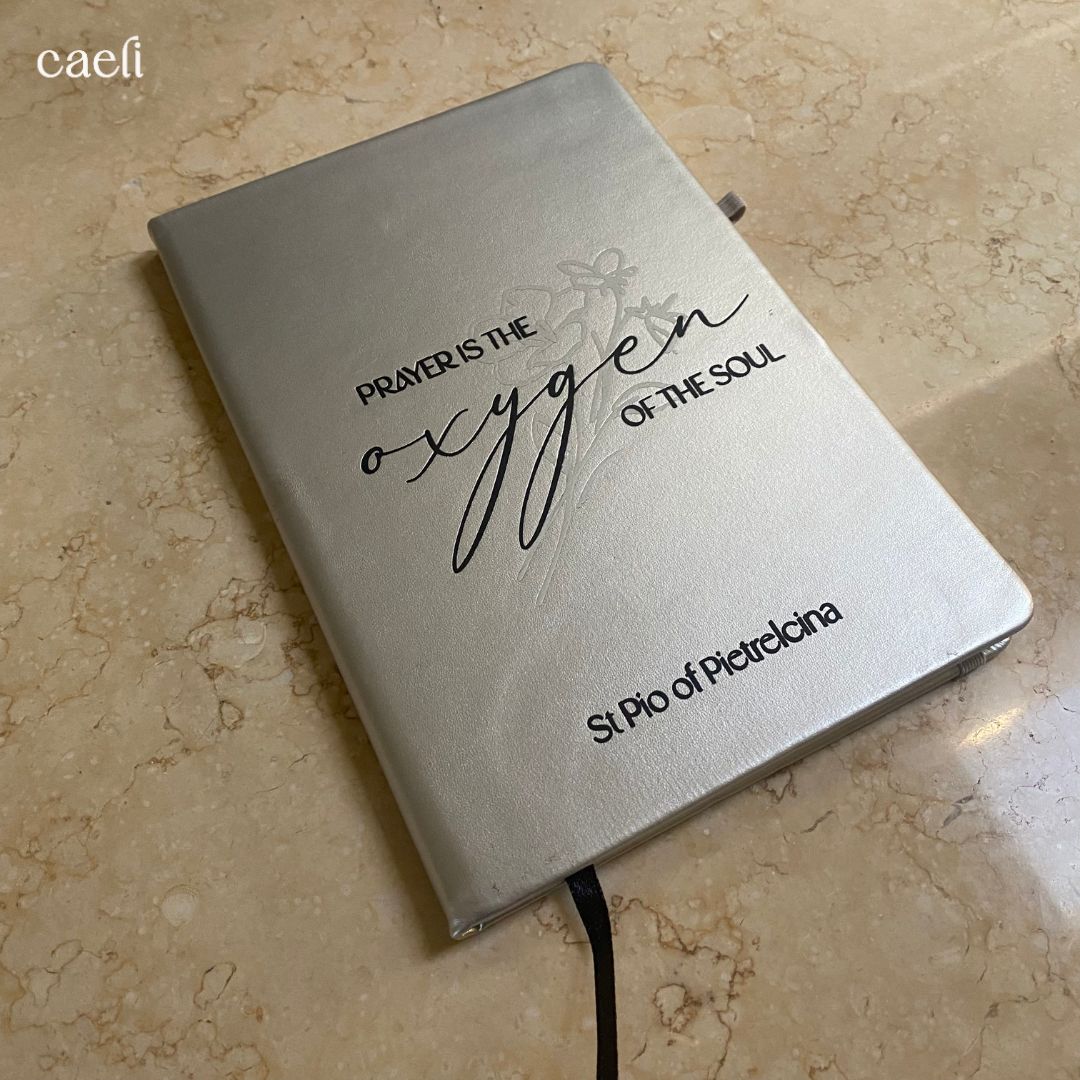 caeli
PRAYER IS THE
oxygen
OF THE SOUL
St Pio of Pietrelcina